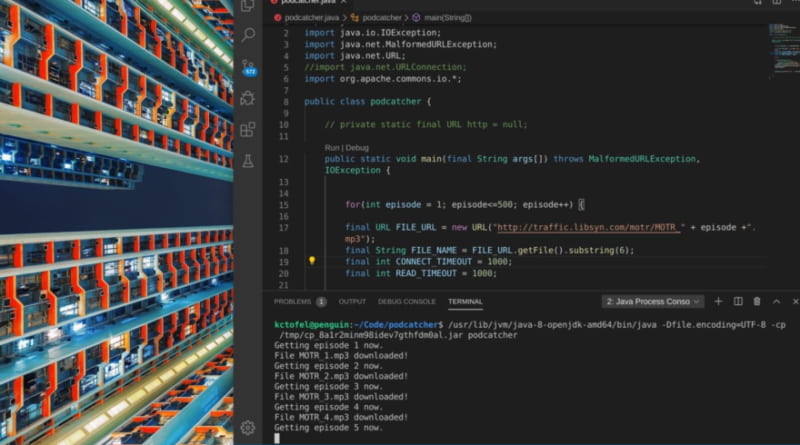 podcatcher.java ×
podcatcher.java > podcatcher > main(String[])
2 import java.io.IOException;
3 import java.net.MalformedURLException;
4 import java.net.URL;
5 //import java.net.URLConnection;
6 import org.apache.commons.io.*;
7
8 public class podcatcher {
9
10 // private static final URL http = null;
11
Run | Debug
12 public static void main(final String args[]) throws MalformedURLException,
IOException {
13
14
15 for(int episode = 1; episode<=500; episode++) {
16
17 final URL FILE_URL = new URL("http://traffic.libsyn.com/motr/MOTR_" + episode +".
mp3");
18 final String FILE_NAME = FILE_URL.getFile().substring(6);
19 final int CONNECT_TIMEOUT = 1000;
20 final int READ_TIMEOUT = 1000;
21
572
PROBLEMS 1 OUTPUT DEBUG CONSOLE TERMINAL 2: Java Process Conso
kctofel@penguin:~/Code/podcatcher$ /usr/lib/jvm/java-8-openjdk-amd64/bin/java -Dfile.encoding=UTF-8 -cp
/tmp/cp_8a1r2minm98idev7gthfdm0al.jar podcatcher
Getting episode 1 now.
File MOTR_1.mp3 downloaded!
Getting episode 2 now.
File MOTR_2.mp3 downloaded!
Getting episode 3 now.
File MOTR_3.mp3 downloaded!
Getting episode 4 now.
File MOTR_4.mp3 downloaded!
Getting episode 5 now.